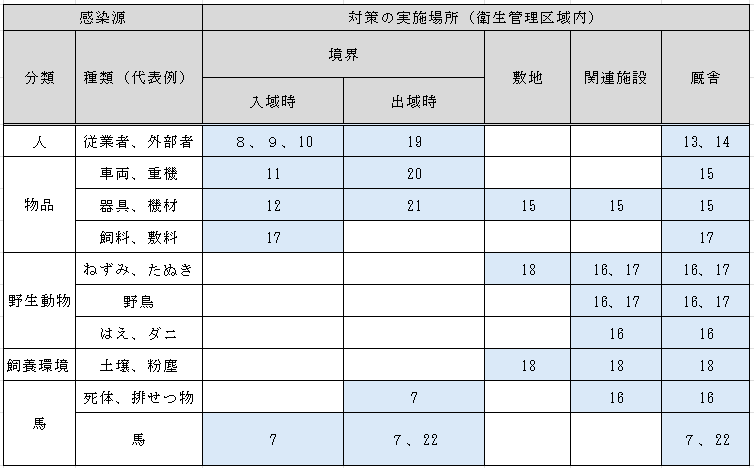 感染源 対策の実施場所（衛生管理区域内）
分類 種類（代表例） 境界 敷地 関連施設 厩舎
入域時 出域時
人 従業者、外部者 ８、９、10 19 13、14
物品 車両、重機 11 20 15
器具、機材 12 21 15 15 15
飼料、敷料 17 17
野生動物 ねずみ、たぬき 18 16、17 16、17
野鳥 16、17 16、17
はえ、ダニ 16 16
飼養環境 土壌、粉塵 18 18 18
馬 死体、排せつ物 7 16 16
馬 7 ７、22 ７、22